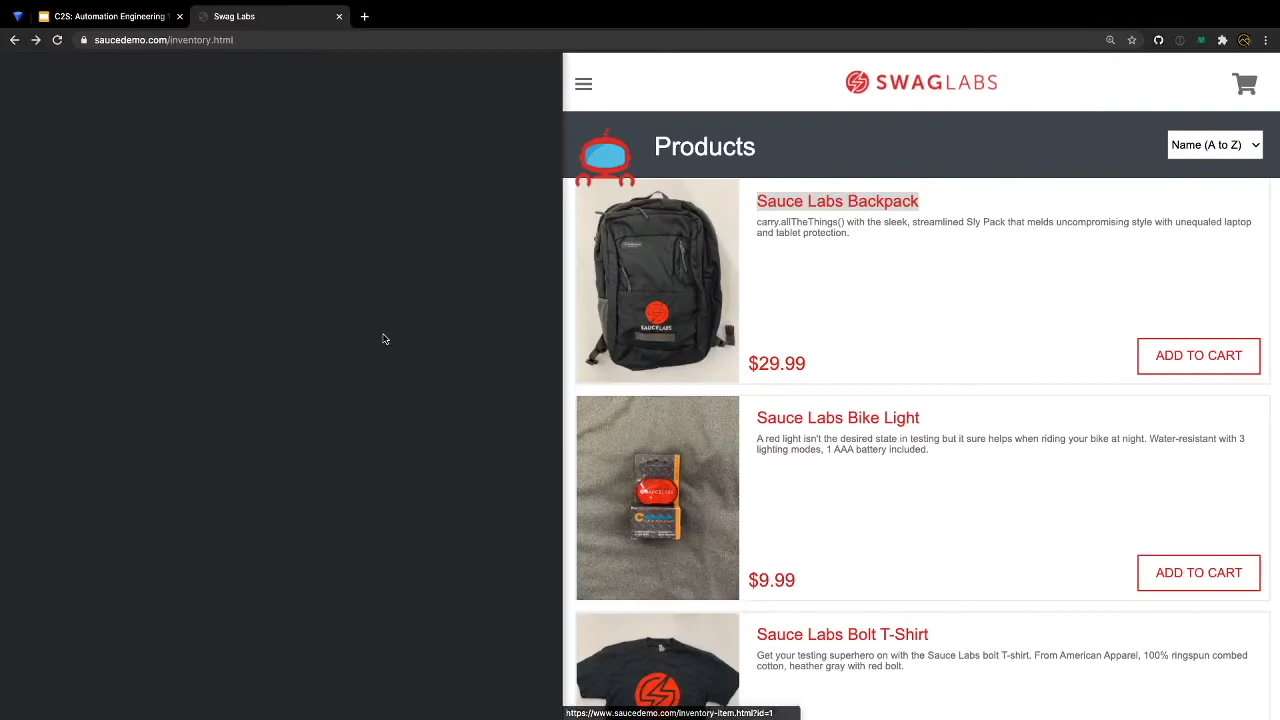 C2S: Automation Engineering 1
Swag Labs
saucedemo.com/inventory.html
SWAGLABS
Products
Name (A to Z)
Sauce Labs Backpack
carry.allTheThings() with the sleek, streamlined Sly Pack that melds uncompromising style with unequaled laptop
and tablet protection.
SAUCELABS
$29.99
ADD TO CART
Sauce Labs Bike Light
A red light isn't the desired state in testing but it sure helps when riding your bike at night. Water-resistant with 3
lighting modes, 1 AAA battery included.
SAUCELABS
$9.99
ADD TO CART
Sauce Labs Bolt T-Shirt
Get your testing superhero on with the Sauce Labs bolt T-shirt. From American Apparel, 100% ringspun combed
cotton, heather gray with red bolt.
https://www.saucedemo.com/inventory-item.html?id=1